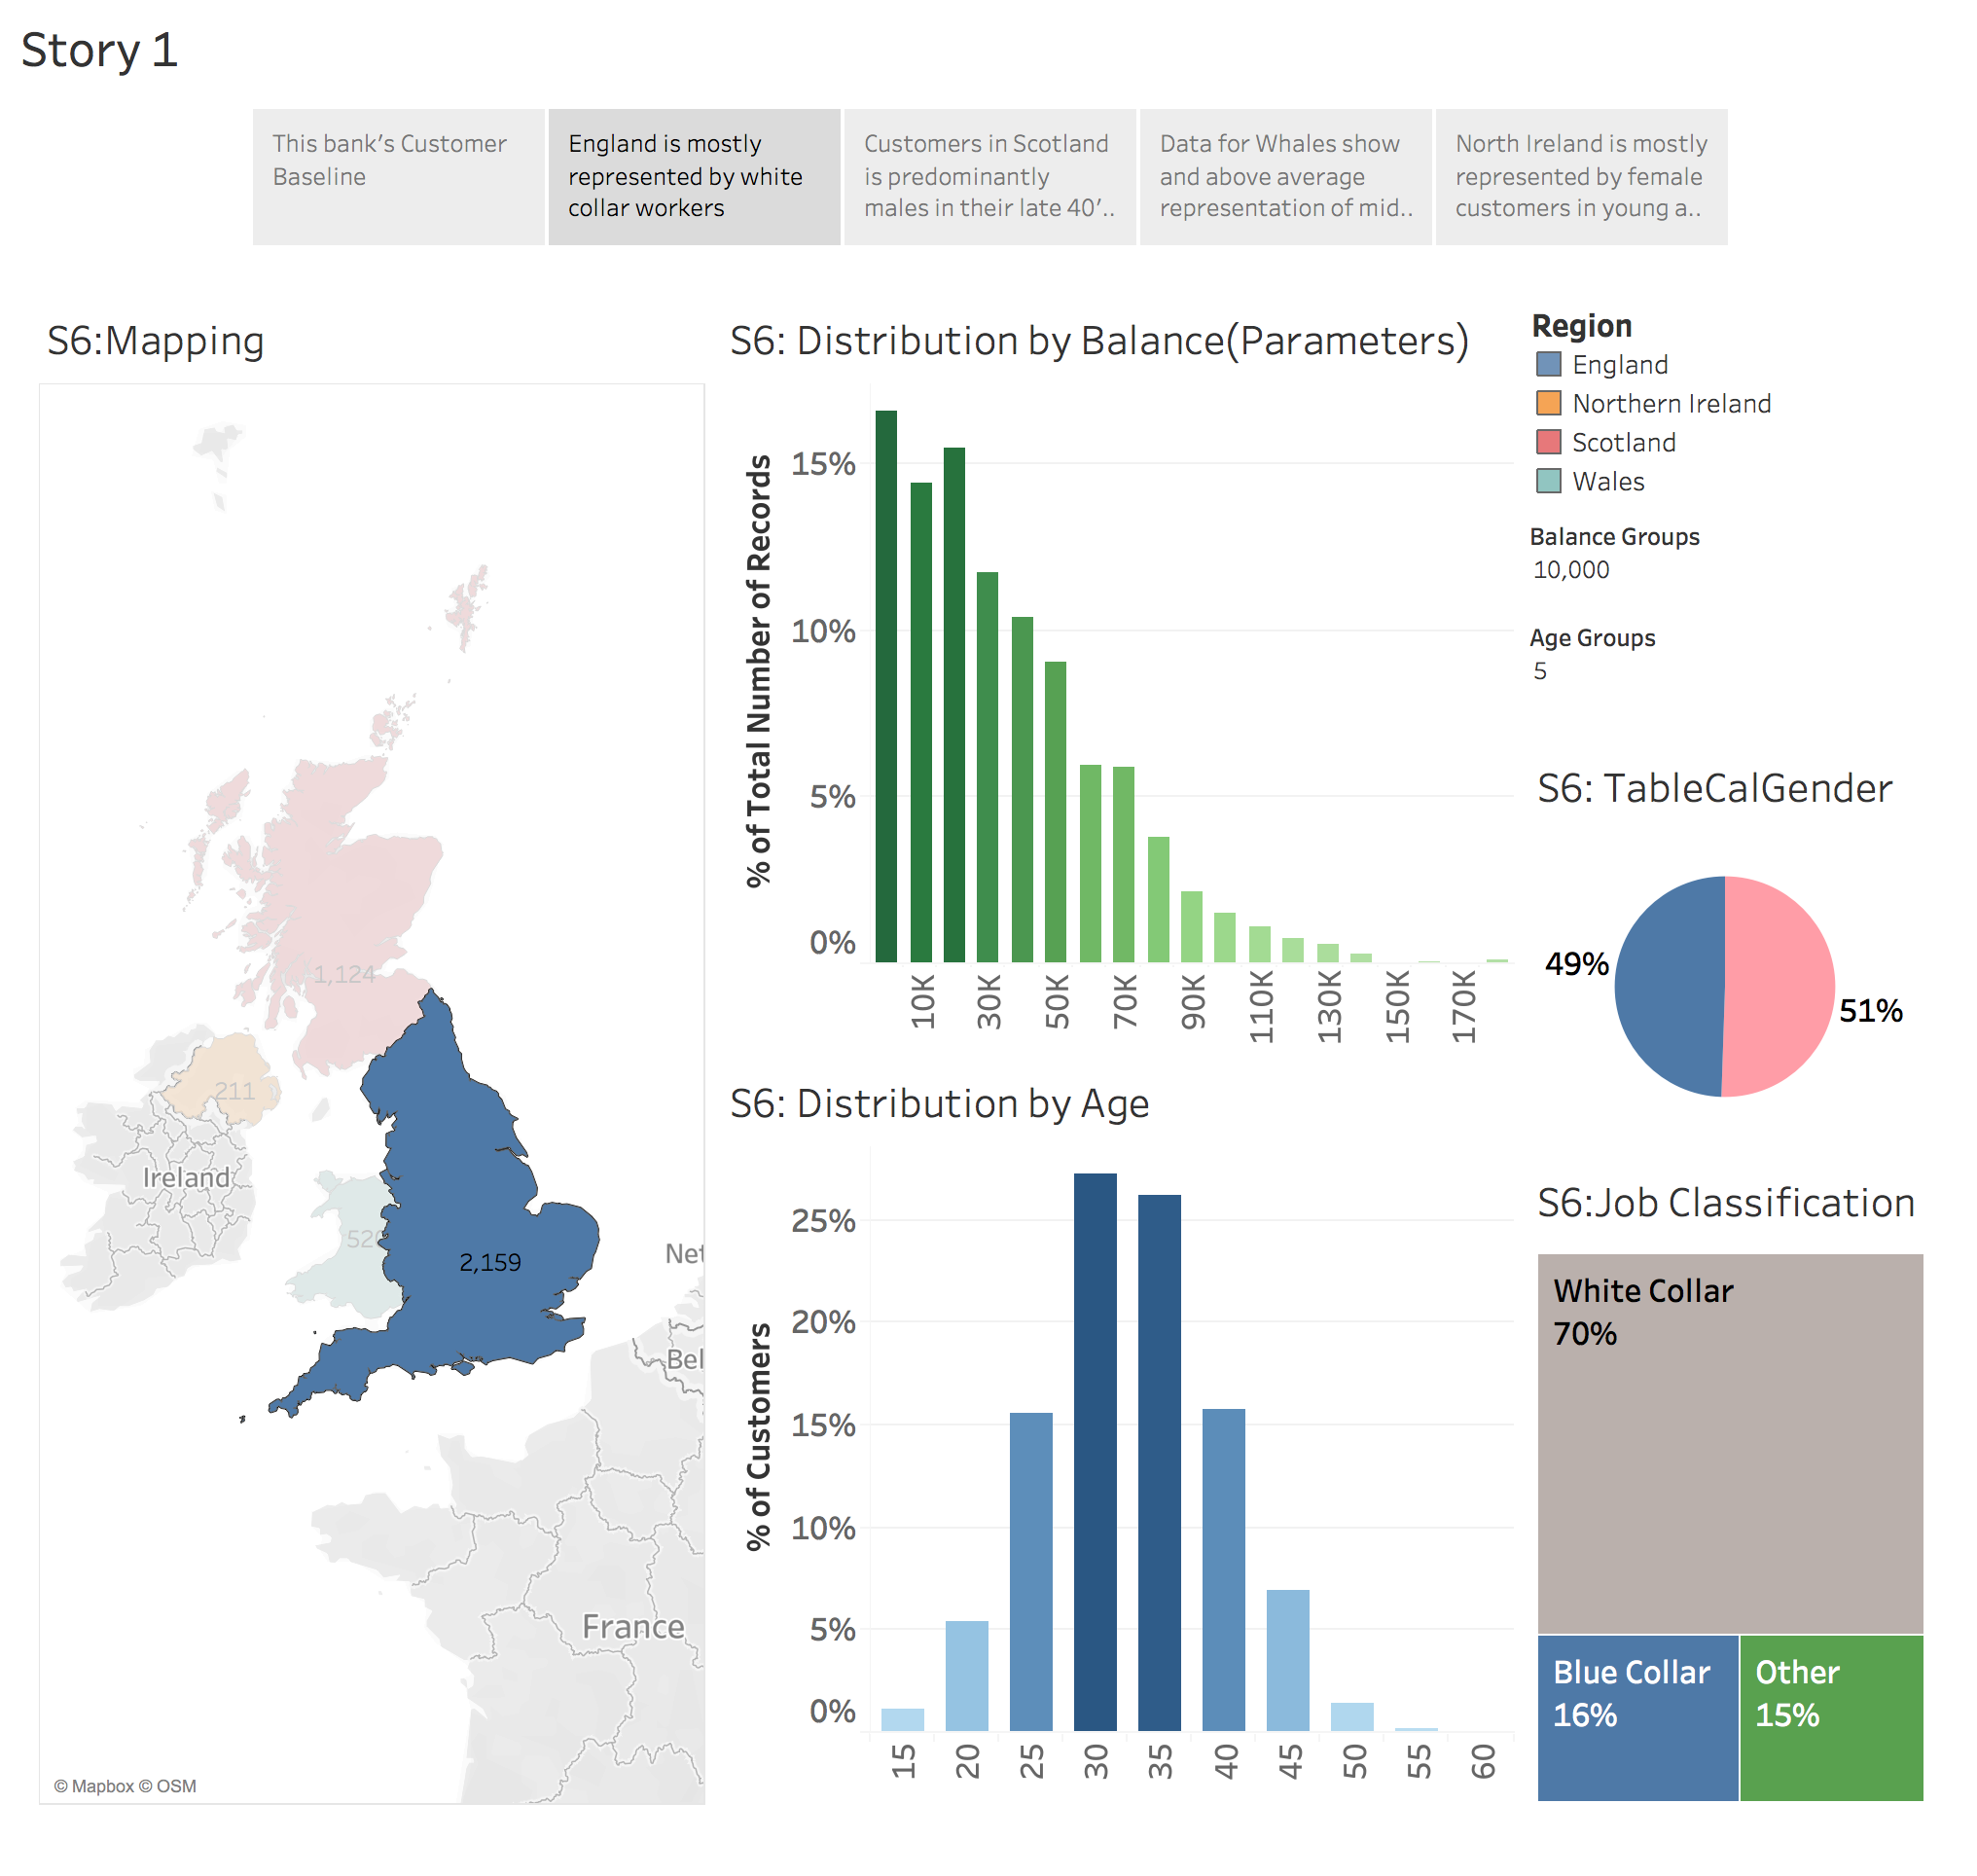 Story 1
This bank's Customer
Baseline
England is mostly
represented by white
collar workers
Customers in Scotland
is predominantly
males in their late 40'..
Data for Whales show
and above average
representation of mid..
North Ireland is mostly
represented by female
customers in young a..
S6:Mapping
1,124
211
Ireland
2,159
France
© Mapbox © OSM
S6: Distribution by Balance(Parameters)
% of Total Number of Records
15%
10%
5%
0%
10K
30K
50K
70K
90K
110K
130K
150K
170K
S6: Distribution by Age
% of Customers
25%
20%
15%
10%
5%
0%
15
20
25
30
35
40
45
50
55
60
Region
England
Northern Ireland
Scotland
Wales
Balance Groups
10,000
Age Groups
5
S6: TableCalGender
49%
51%
S6:Job Classification
White Collar
70%
Blue Collar
16%
Other
15%